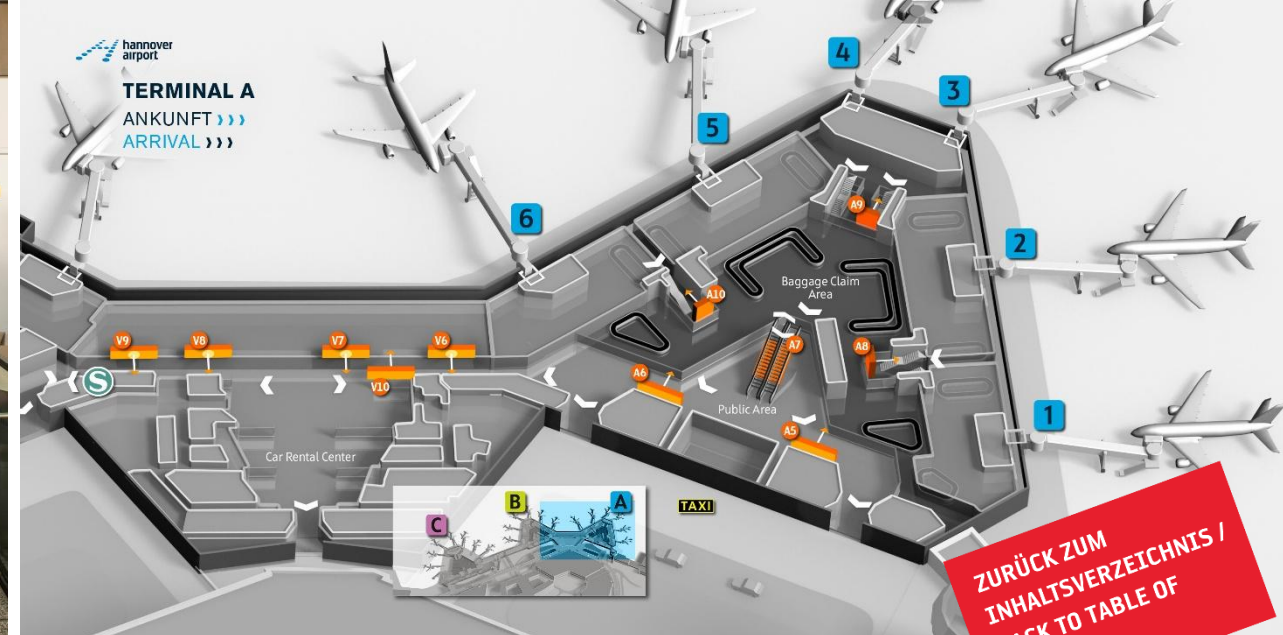 hannover
airport
TERMINAL A
ANKUNFT
ARRIVAL
4
3
5
6
2
A9
Baggage Claim
Area
A10
V9
V8
V7
V6
A7
A8
S
V10
A6
Public Area
1
A5
Car Rental Center
B
A
C
TAXI
ZURÜCK ZUM
INHALTSVERZEICHNIS /
TO TABLE OF